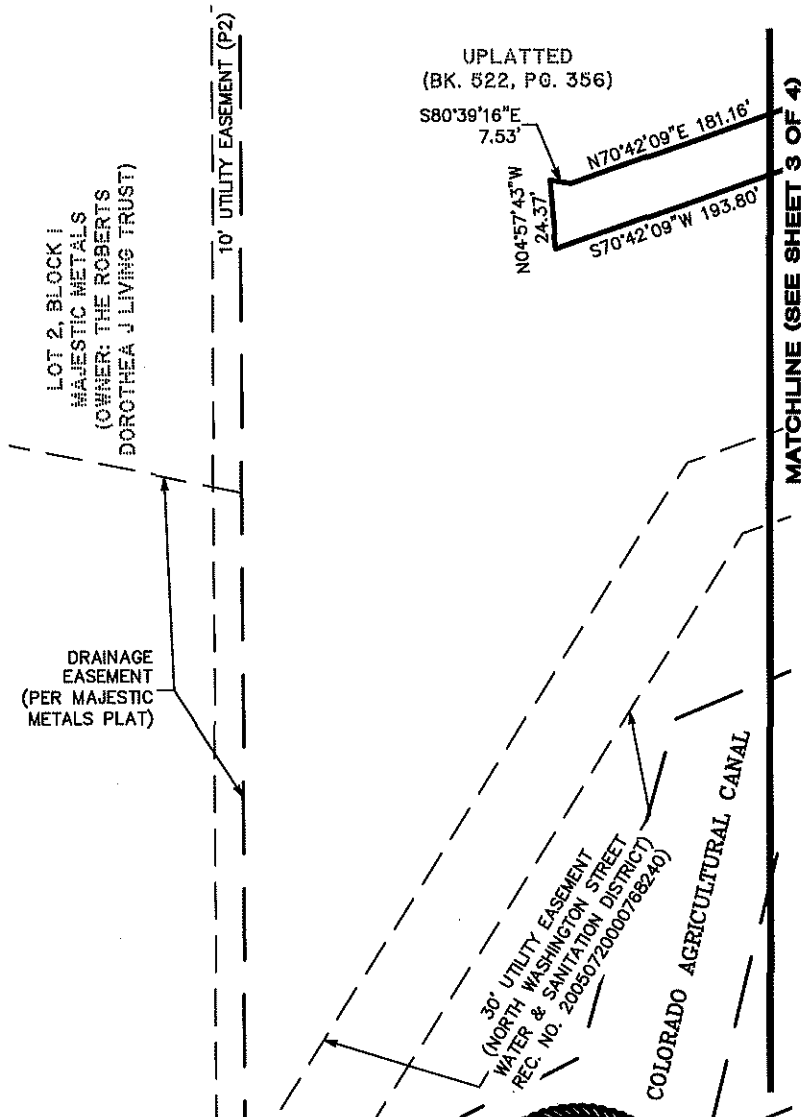 UPLATTED
(BK. 522, PG. 356)
S80°39'16"E
7.53'
N70°42'09"E 181.16'
N04°57'43"W
24.37'
S70°42'09"W 193.80'
MATCHLINE (SEE SHEET 3 OF 4)
10' UTILITY EASEMENT (P2)
LOT 2, BLOCK 1
MAJESTIC METALS
(OWNER: THE ROBERTS
DOROTHEA J LIVING TRUST)
DRAINAGE
EASEMENT
(PER MAJESTIC
METALS PLAT)
30' UTILITY EASEMENT
(NORTH WASHINGTON STREET
WATER & SANITATION DISTRICT)
REC. NO. 20050720000768240)
COLORADO AGRICULTURAL CANAL